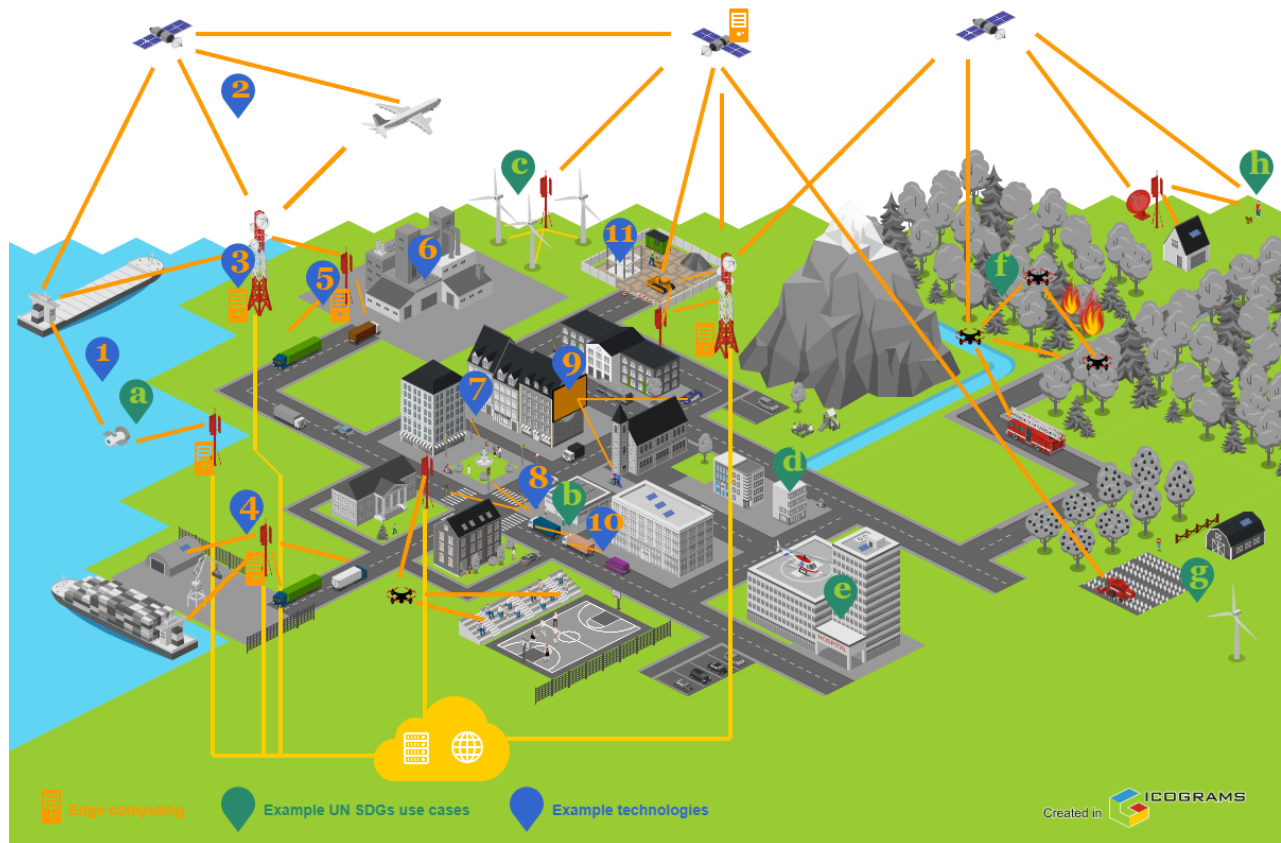 2
c
h
11
6
3
5
f
1
9
a
7
d
8
b
4
10
g
e
HOSPITAL
Edge computing
Example UN SDGs use cases
Example technologies
Created in
ICOGRAMS